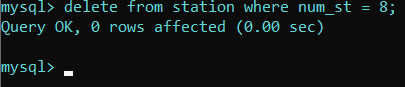 mysql> delete from station where num_st = 8;
Query OK, 0 rows affected (0.00 sec)
mysql>